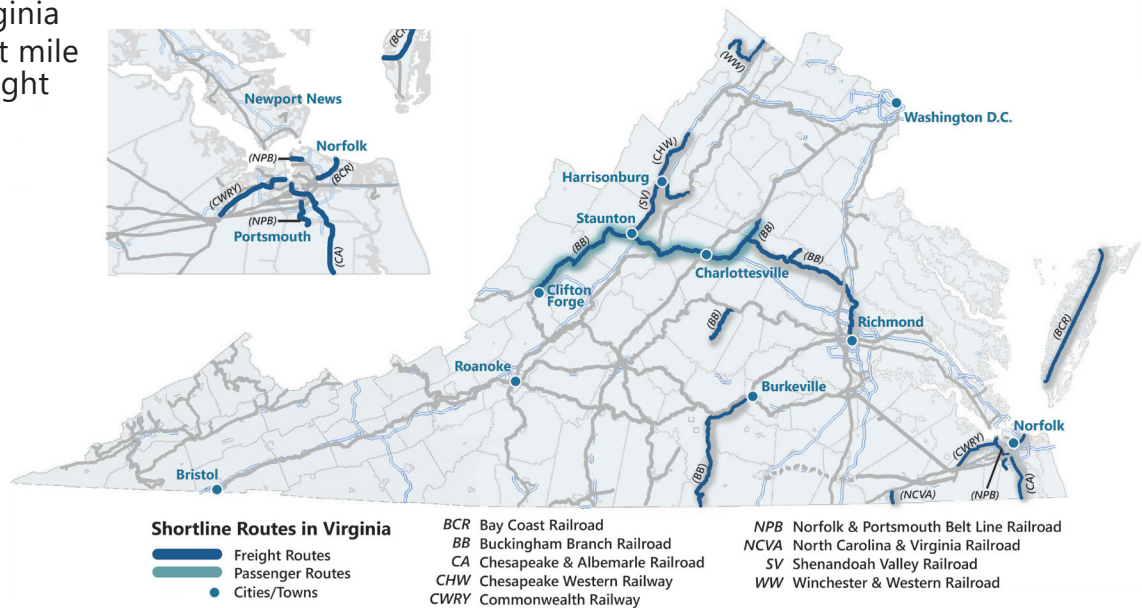 ginia
t mile
ght
(BCR)
Newport News
Norfolk
(NPB)
(BCR)
(CWRY)
(NPB)
Portsmouth
(CA)
(WW)
Washington D.C.
(CHW)
Harrisonburg
(SV)
Staunton
(BB)
(BB)
(BB)
Charlottesville
Clifton
Forge
(BB)
Richmond
(BCR)
Roanoke
Burkeville
Norfolk
(CWRY)
Bristol
(BB)
(NCVA)
(NPB)
(CA)
Shortline Routes in Virginia
Freight Routes
Passenger Routes
Cities/Towns
BCR Bay Coast Railroad
BB Buckingham Branch Railroad
CA Chesapeake & Albemarle Railroad
CHW Chesapeake Western Railway
CWRY Commonwealth Railway
NPB Norfolk & Portsmouth Belt Line Railroad
NCVA North Carolina & Virginia Railroad
SV Shenandoah Valley Railroad
WW Winchester & Western Railroad